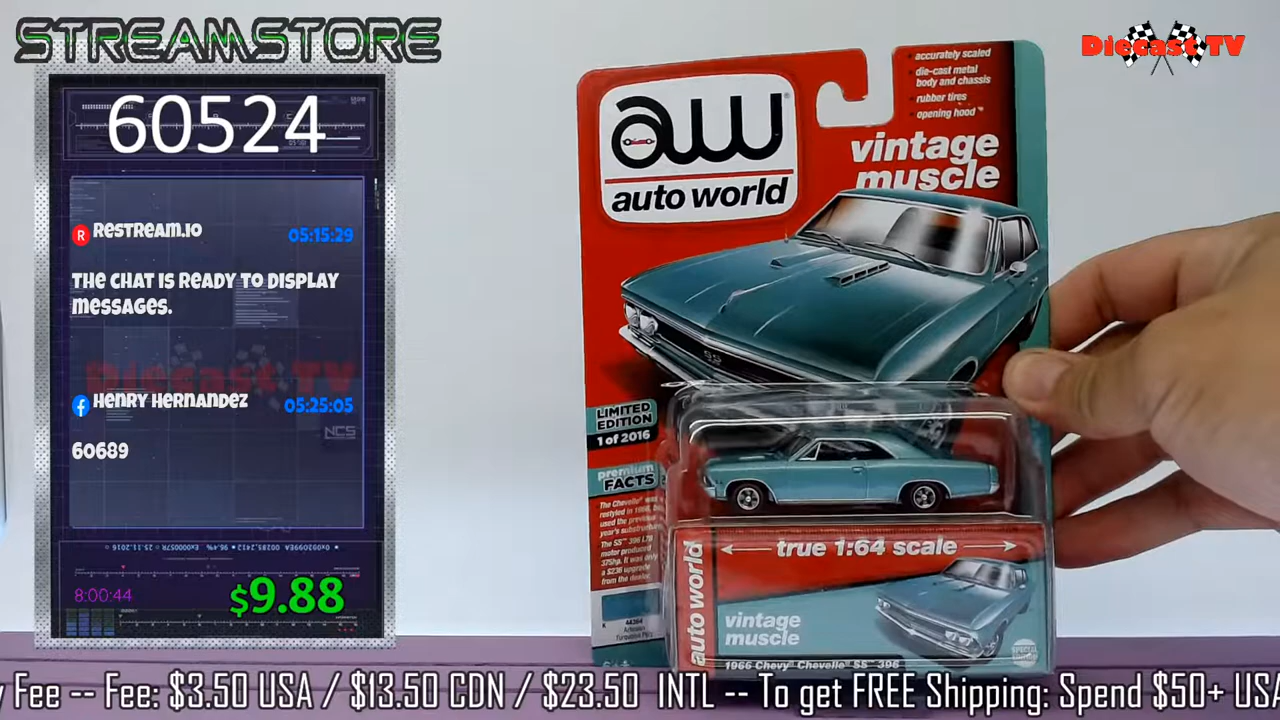 STREAMSTORE
60524
R Restream.io 05:15:29
The chat is ready to display
messages.
Diecast TV
f Henry Hernandez 05:25:05
NCS
60689
8:00:44
$9.88
Diecast TV
aw
auto world
accurately scaled
die-cast metal
body and chassis
rubber tires
opening hood
vintage
muscle
SS
LIMITED
EDITION
1 of 2016
premium
FACTS
true 1:64 scale
auto world
vintage
muscle
1966 Chevy Chevelle SS 396
y Fee -- Fee: $3.50 USA / $13.50 CDN / $23.50 INTL -- To get FREE Shipping: Spend $50+ USA